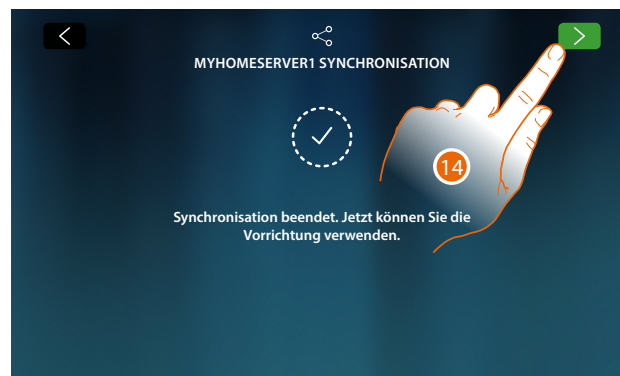 MYHOMESERVER1 SYNCHRONISATION
14
Synchronisation beendet. Jetzt können Sie die
Vorrichtung verwenden.